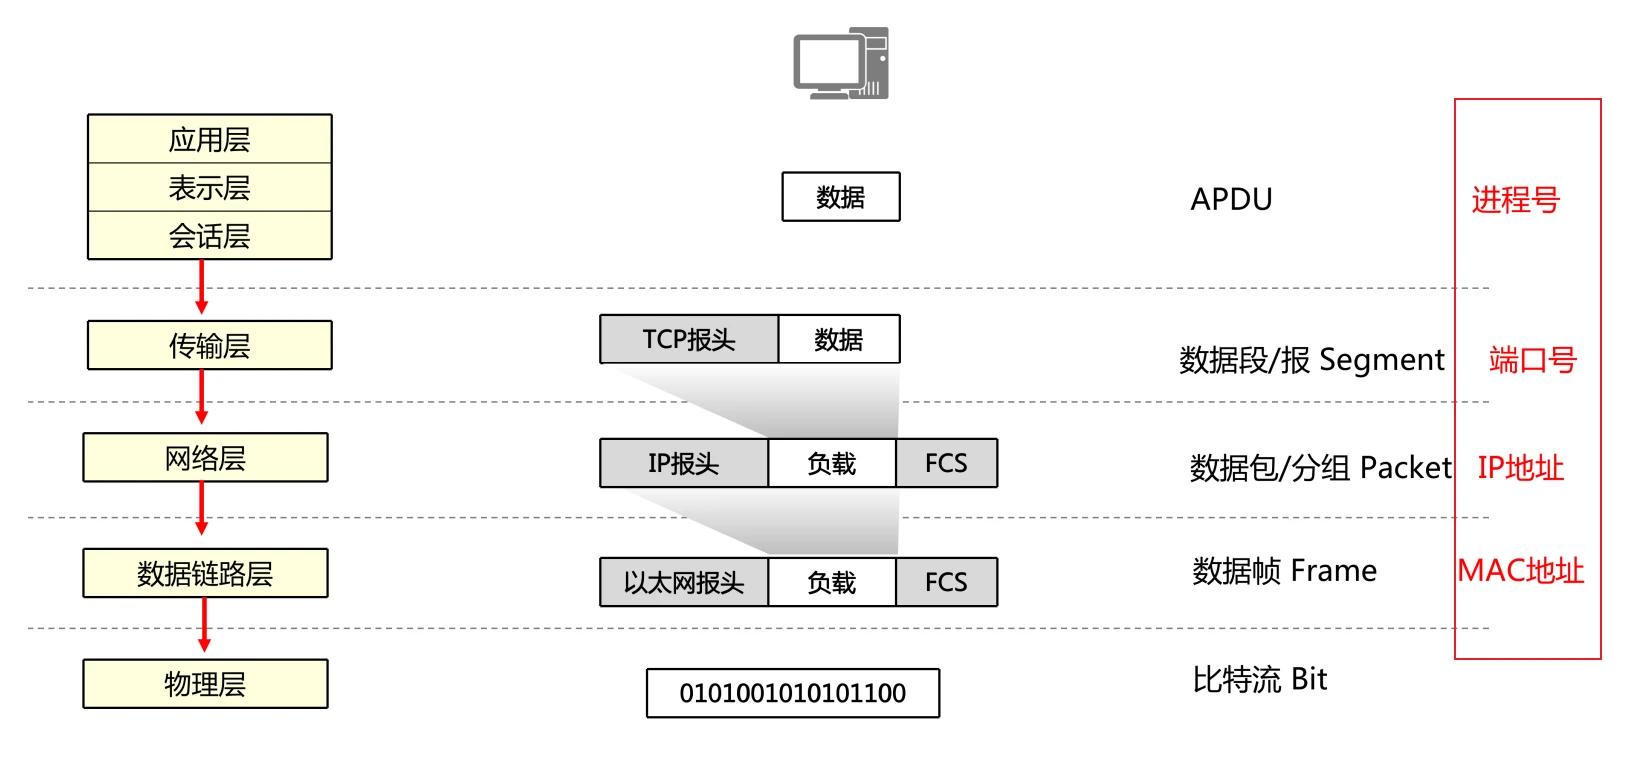 应用层
表示层
会话层
数据
APDU
进程号
传输层
TCP报头
数据
数据段/报 Segment
端口号
网络层
IP报头
负载
FCS
数据包/分组 Packet
IP地址
数据链路层
以太网报头
负载
FCS
数据帧 Frame
MAC地址
物理层
0101001010101100
比特流 Bit